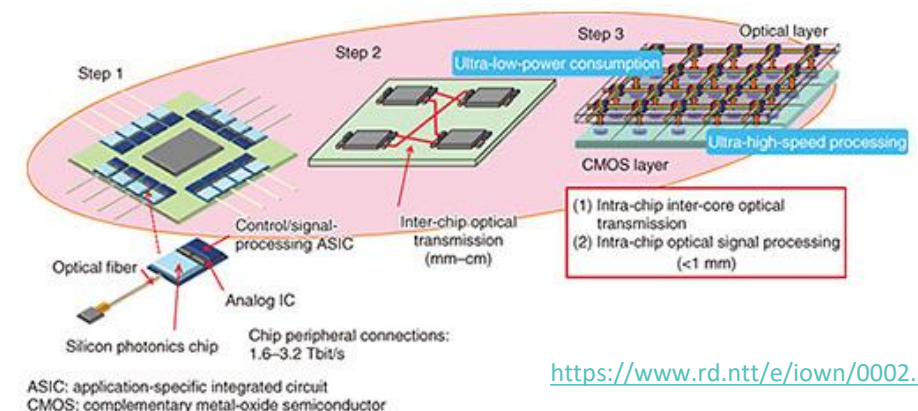 Step 1
Step 2
Step 3
Optical layer
Ultra-low-power consumption
Ultra-high-speed processing
CMOS layer
Control/signal-
processing ASIC
Optical fiber
Analog IC
Silicon photonics chip
Chip peripheral connections:
1.6–3.2 Tbit/s
Inter-chip optical
transmission
(mm–cm)
(1) Intra-chip inter-core optical
transmission
(2) Intra-chip optical signal processing
(<1 mm)
ASIC: application-specific integrated circuit
CMOS: complementary metal-oxide semiconductor
https://www.rd.ntt/e/iown/0002.